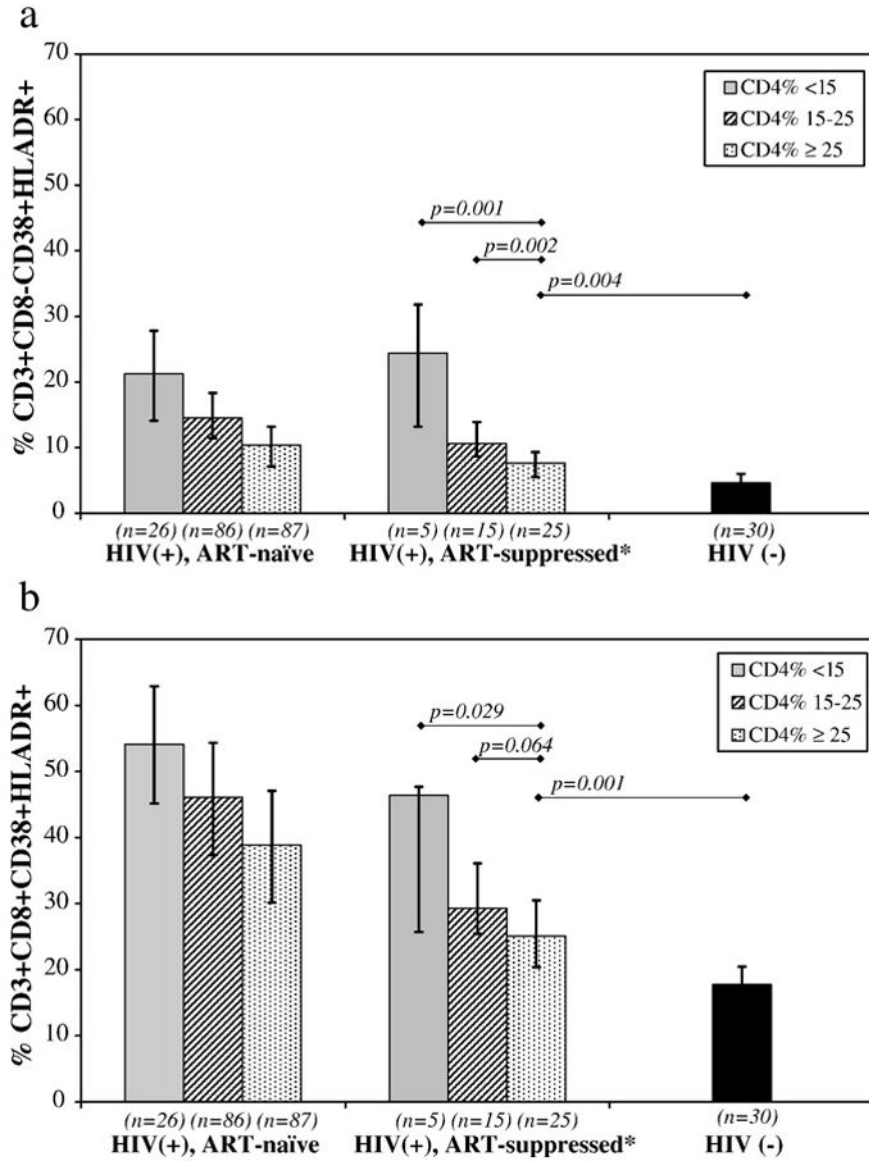 a
70
60
50
40
30
20
10
0
% CD3+CD8-CD38+HLADR+
CD4% <15
CD4% 15-25
CD4% ≥ 25
p=0.001
p=0.002
p=0.004
(n=26) (n=86) (n=87) (n=5) (n=15) (n=25) (n=30)
HIV(+), ART-naïve HIV(+), ART-suppressed* HIV (-)
b
70
60
50
40
30
20
10
0
% CD3+CD8+CD38+HLADR+
CD4% <15
CD4% 15-25
CD4% ≥ 25
p=0.029
p=0.064
p=0.001
(n=26) (n=86) (n=87) (n=5) (n=15) (n=25) (n=30)
HIV(+), ART-naïve HIV(+), ART-suppressed* HIV (-)